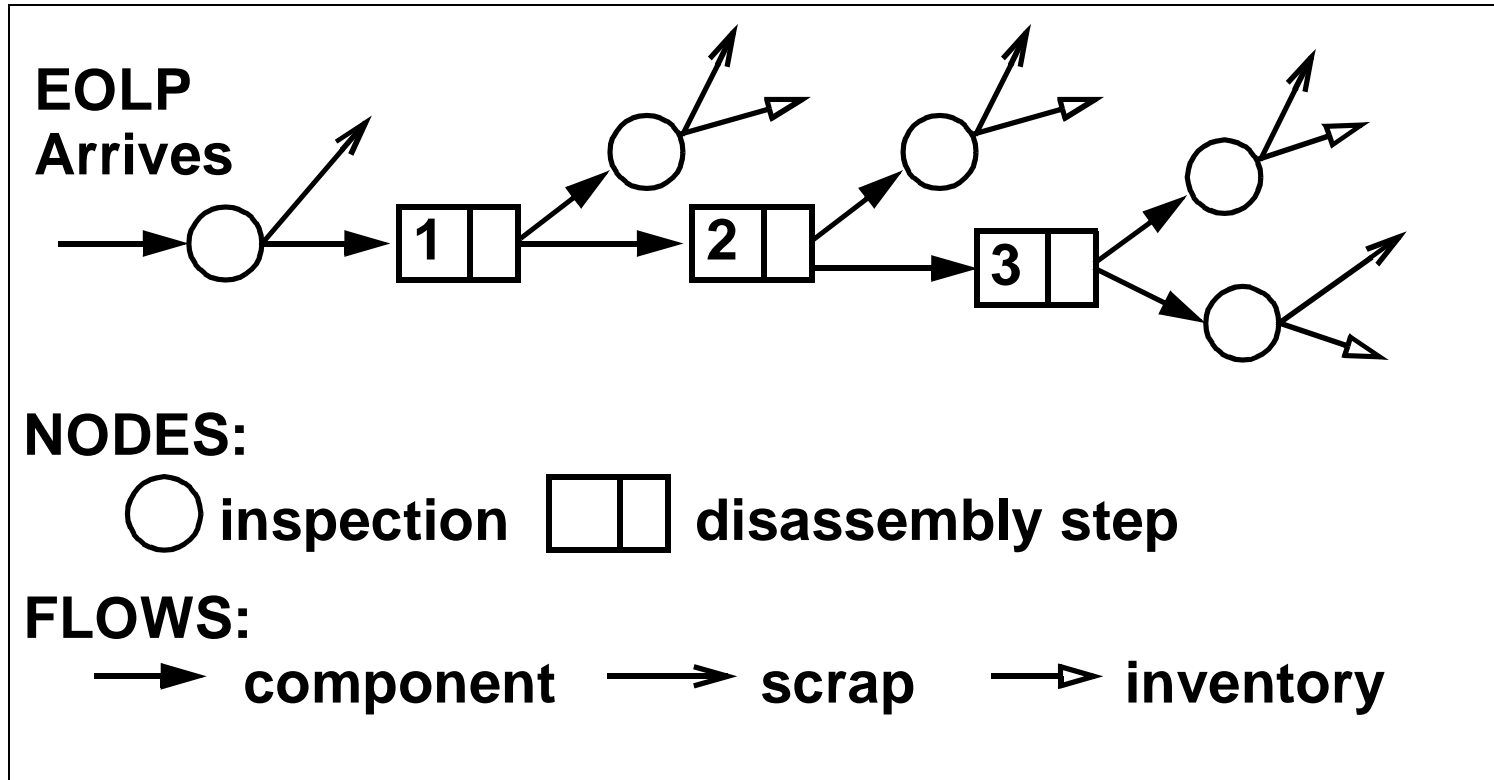 EOLP
Arrives
1
2
3
NODES:
inspection disassembly step
FLOWS:
component scrap inventory